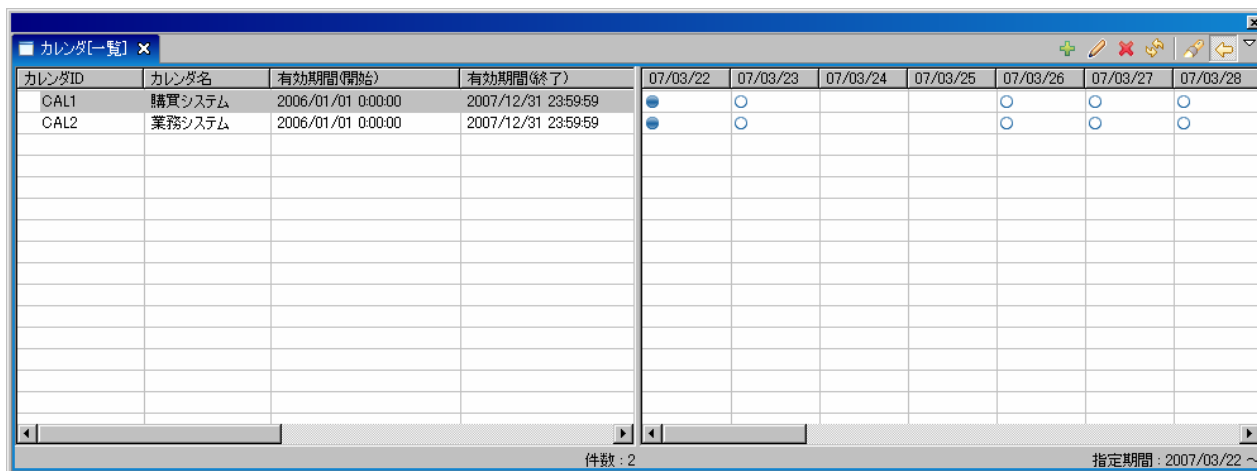 カレンダ[一覧]
カレンダID カレンダ名 有効期間(開始) 有効期間(終了) 07/03/22 07/03/23 07/03/24 07/03/25 07/03/26 07/03/27 07/03/28
CAL1 購買システム 2006/01/01 0:00:00 2007/12/31 23:59:59
CAL2 業務システム 2006/01/01 0:00:00 2007/12/31 23:59:59
件数 : 2 指定期間 : 2007/03/22 ~